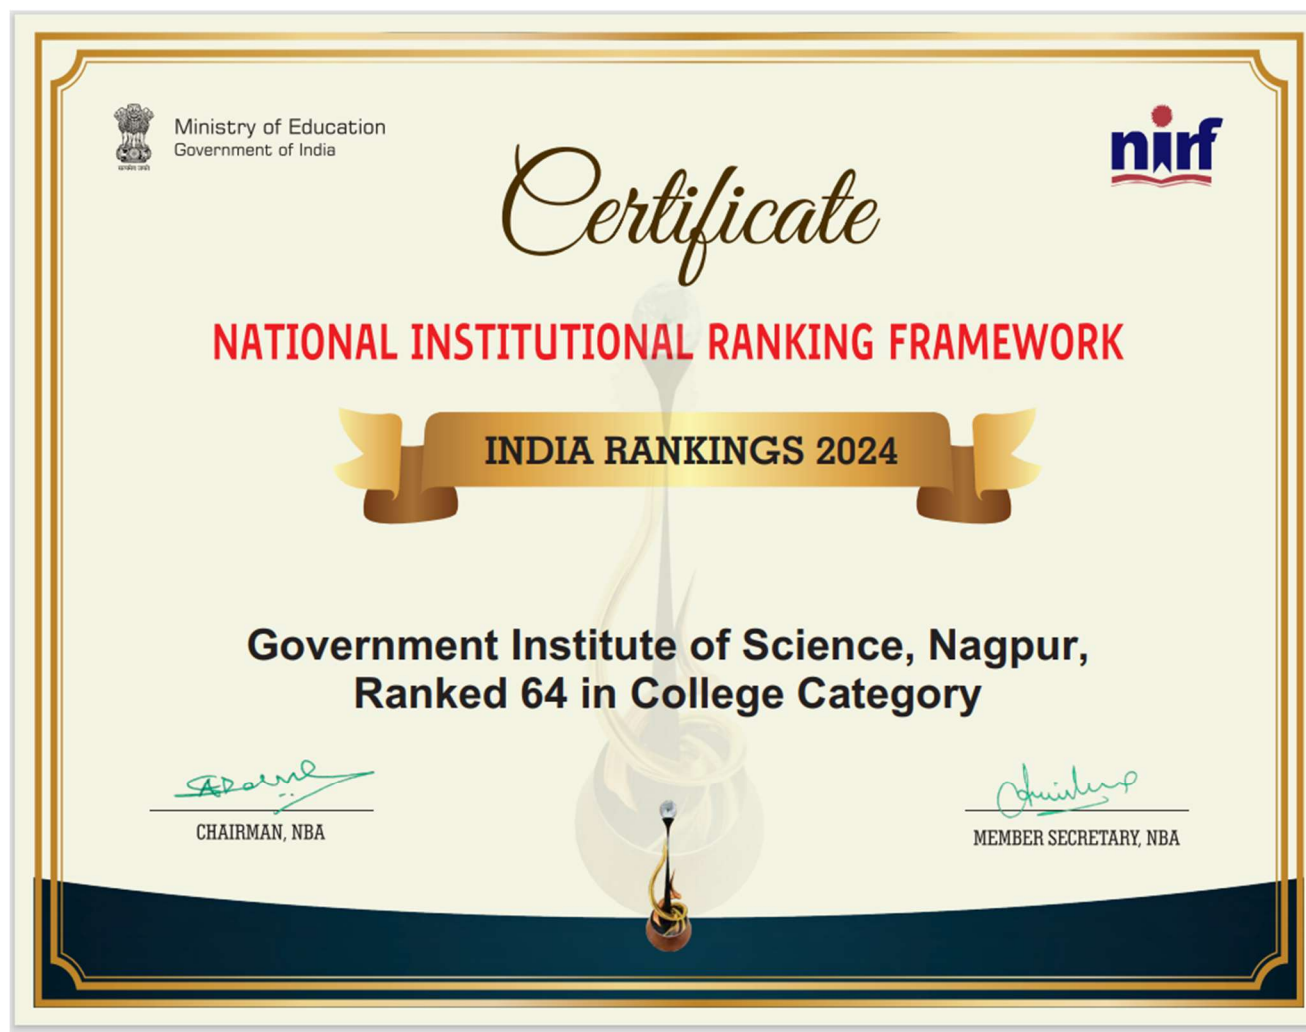 Ministry of Education
Government of India
nirf
Certificate
NATIONAL INSTITUTIONAL RANKING FRAMEWORK
INDIA RANKINGS 2024
Government Institute of Science, Nagpur,
Ranked 64 in College Category
CHAIRMAN, NBA
MEMBER SECRETARY, NBA